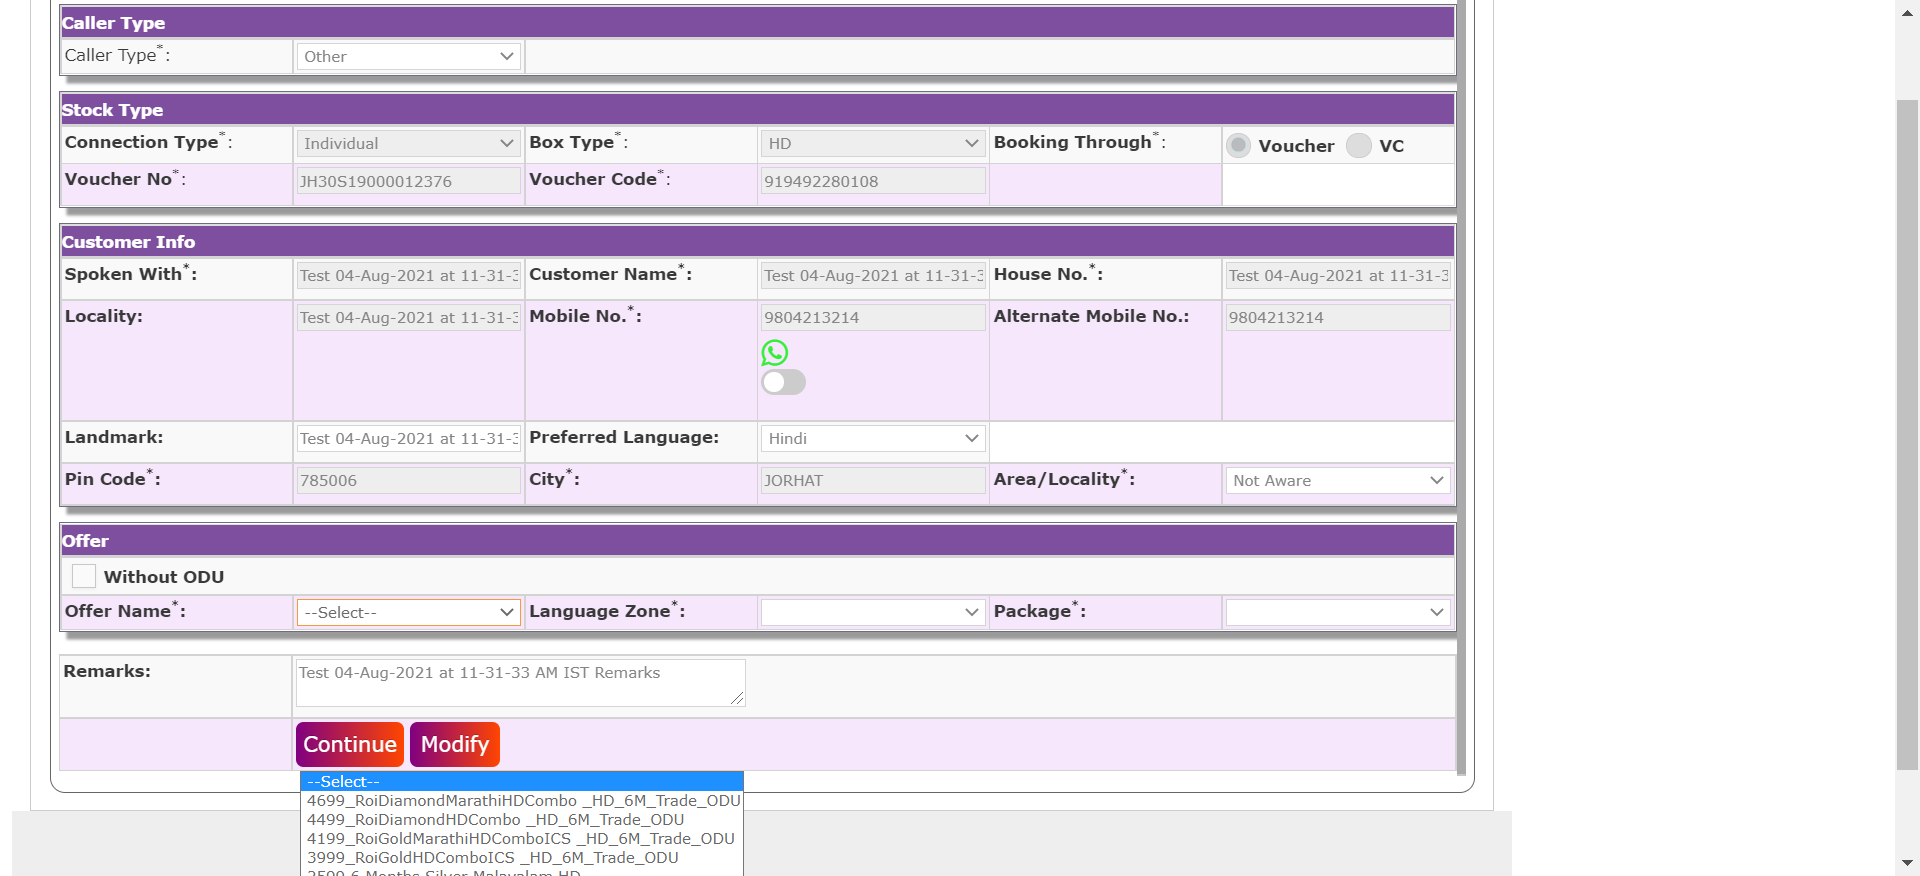 Caller Type
Caller Type*: Other
Stock Type
Connection Type*: Individual Box Type*: HD Booking Through*: Voucher VC
Voucher No*: JH30S19000012376 Voucher Code*: 919492280108
Customer Info
Spoken With*: Test 04-Aug-2021 at 11-31-3 Customer Name*: Test 04-Aug-2021 at 11-31-3 House No.*: Test 04-Aug-2021 at 11-31-3
Locality: Test 04-Aug-2021 at 11-31-3 Mobile No.*: 9804213214 Alternate Mobile No.: 9804213214
Landmark: Test 04-Aug-2021 at 11-31-3 Preferred Language: Hindi
Pin Code*: 785006 City*: JORHAT Area/Locality*: Not Aware
Offer
Without ODU
Offer Name*: --Select-- Language Zone*: Package*:
Remarks: Test 04-Aug-2021 at 11-31-33 AM IST Remarks
Continue Modify
--Select--
4699_RoiDiamondMarathiHDCombo _HD_6M_Trade_ODU
4499_RoiDiamondHDCombo _HD_6M_Trade_ODU
4199_RoiGoldMarathiHDComboICS _HD_6M_Trade_ODU
3999_RoiGoldHDComboICS _HD_6M_Trade_ODU
Months Silver Malayalam HD